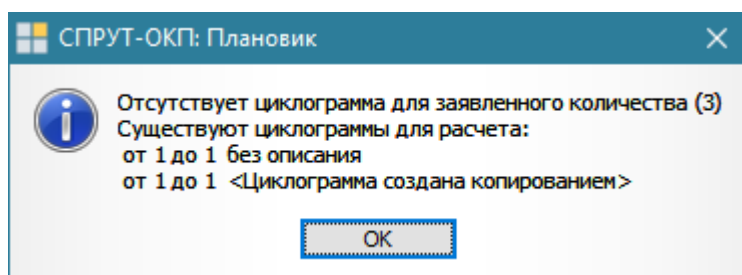 СПРУТ-ОКП: Плановик
Отсутствует циклограмма для заявленного количества (3)
Существуют циклограммы для расчета:
от 1 до 1 без описания
от 1 до 1 <Циклограмма создана копированием>
OK